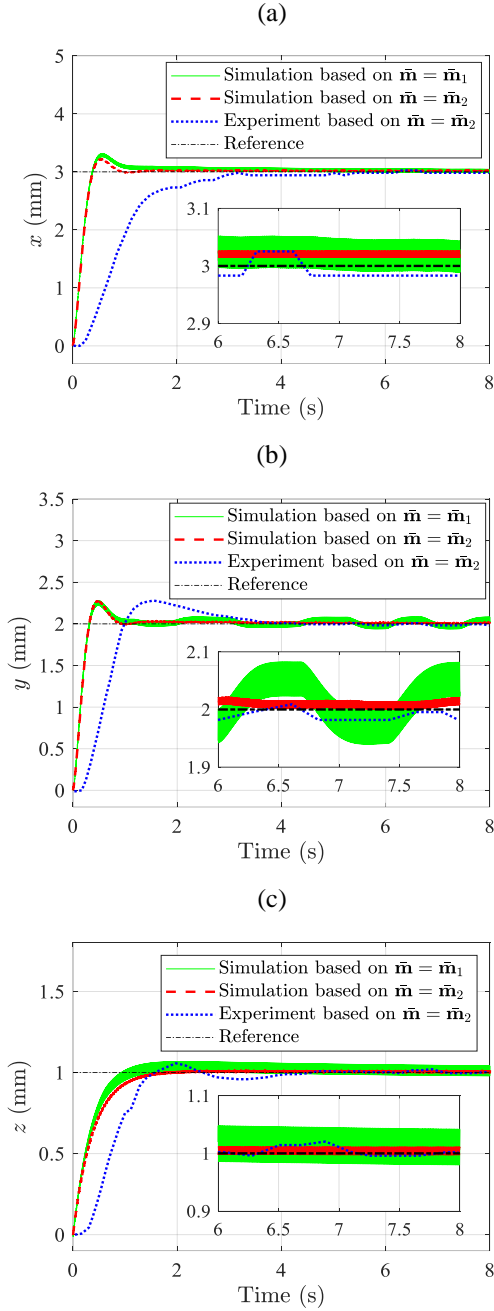 (a)
5
4
3
2
1
0
x (mm)
Simulation based on m̄ = m̄₁
Simulation based on m̄ = m̄₂
Experiment based on m̄ = m̄₂
Reference
3.1
3
2.9
6 6.5 7 7.5 8
0 2 4 6 8
Time (s)
(b)
3.5
3
2.5
2
1.5
1
0.5
0
y (mm)
Simulation based on m̄ = m̄₁
Simulation based on m̄ = m̄₂
Experiment based on m̄ = m̄₂
Reference
2.1
2
1.9
6 6.5 7 7.5 8
0 2 4 6 8
Time (s)
(c)
1.5
1
0.5
0
z (mm)
Simulation based on m̄ = m̄₁
Simulation based on m̄ = m̄₂
Experiment based on m̄ = m̄₂
Reference
1.1
1
0.9
6 6.5 7 7.5 8
0 2 4 6 8
Time (s)